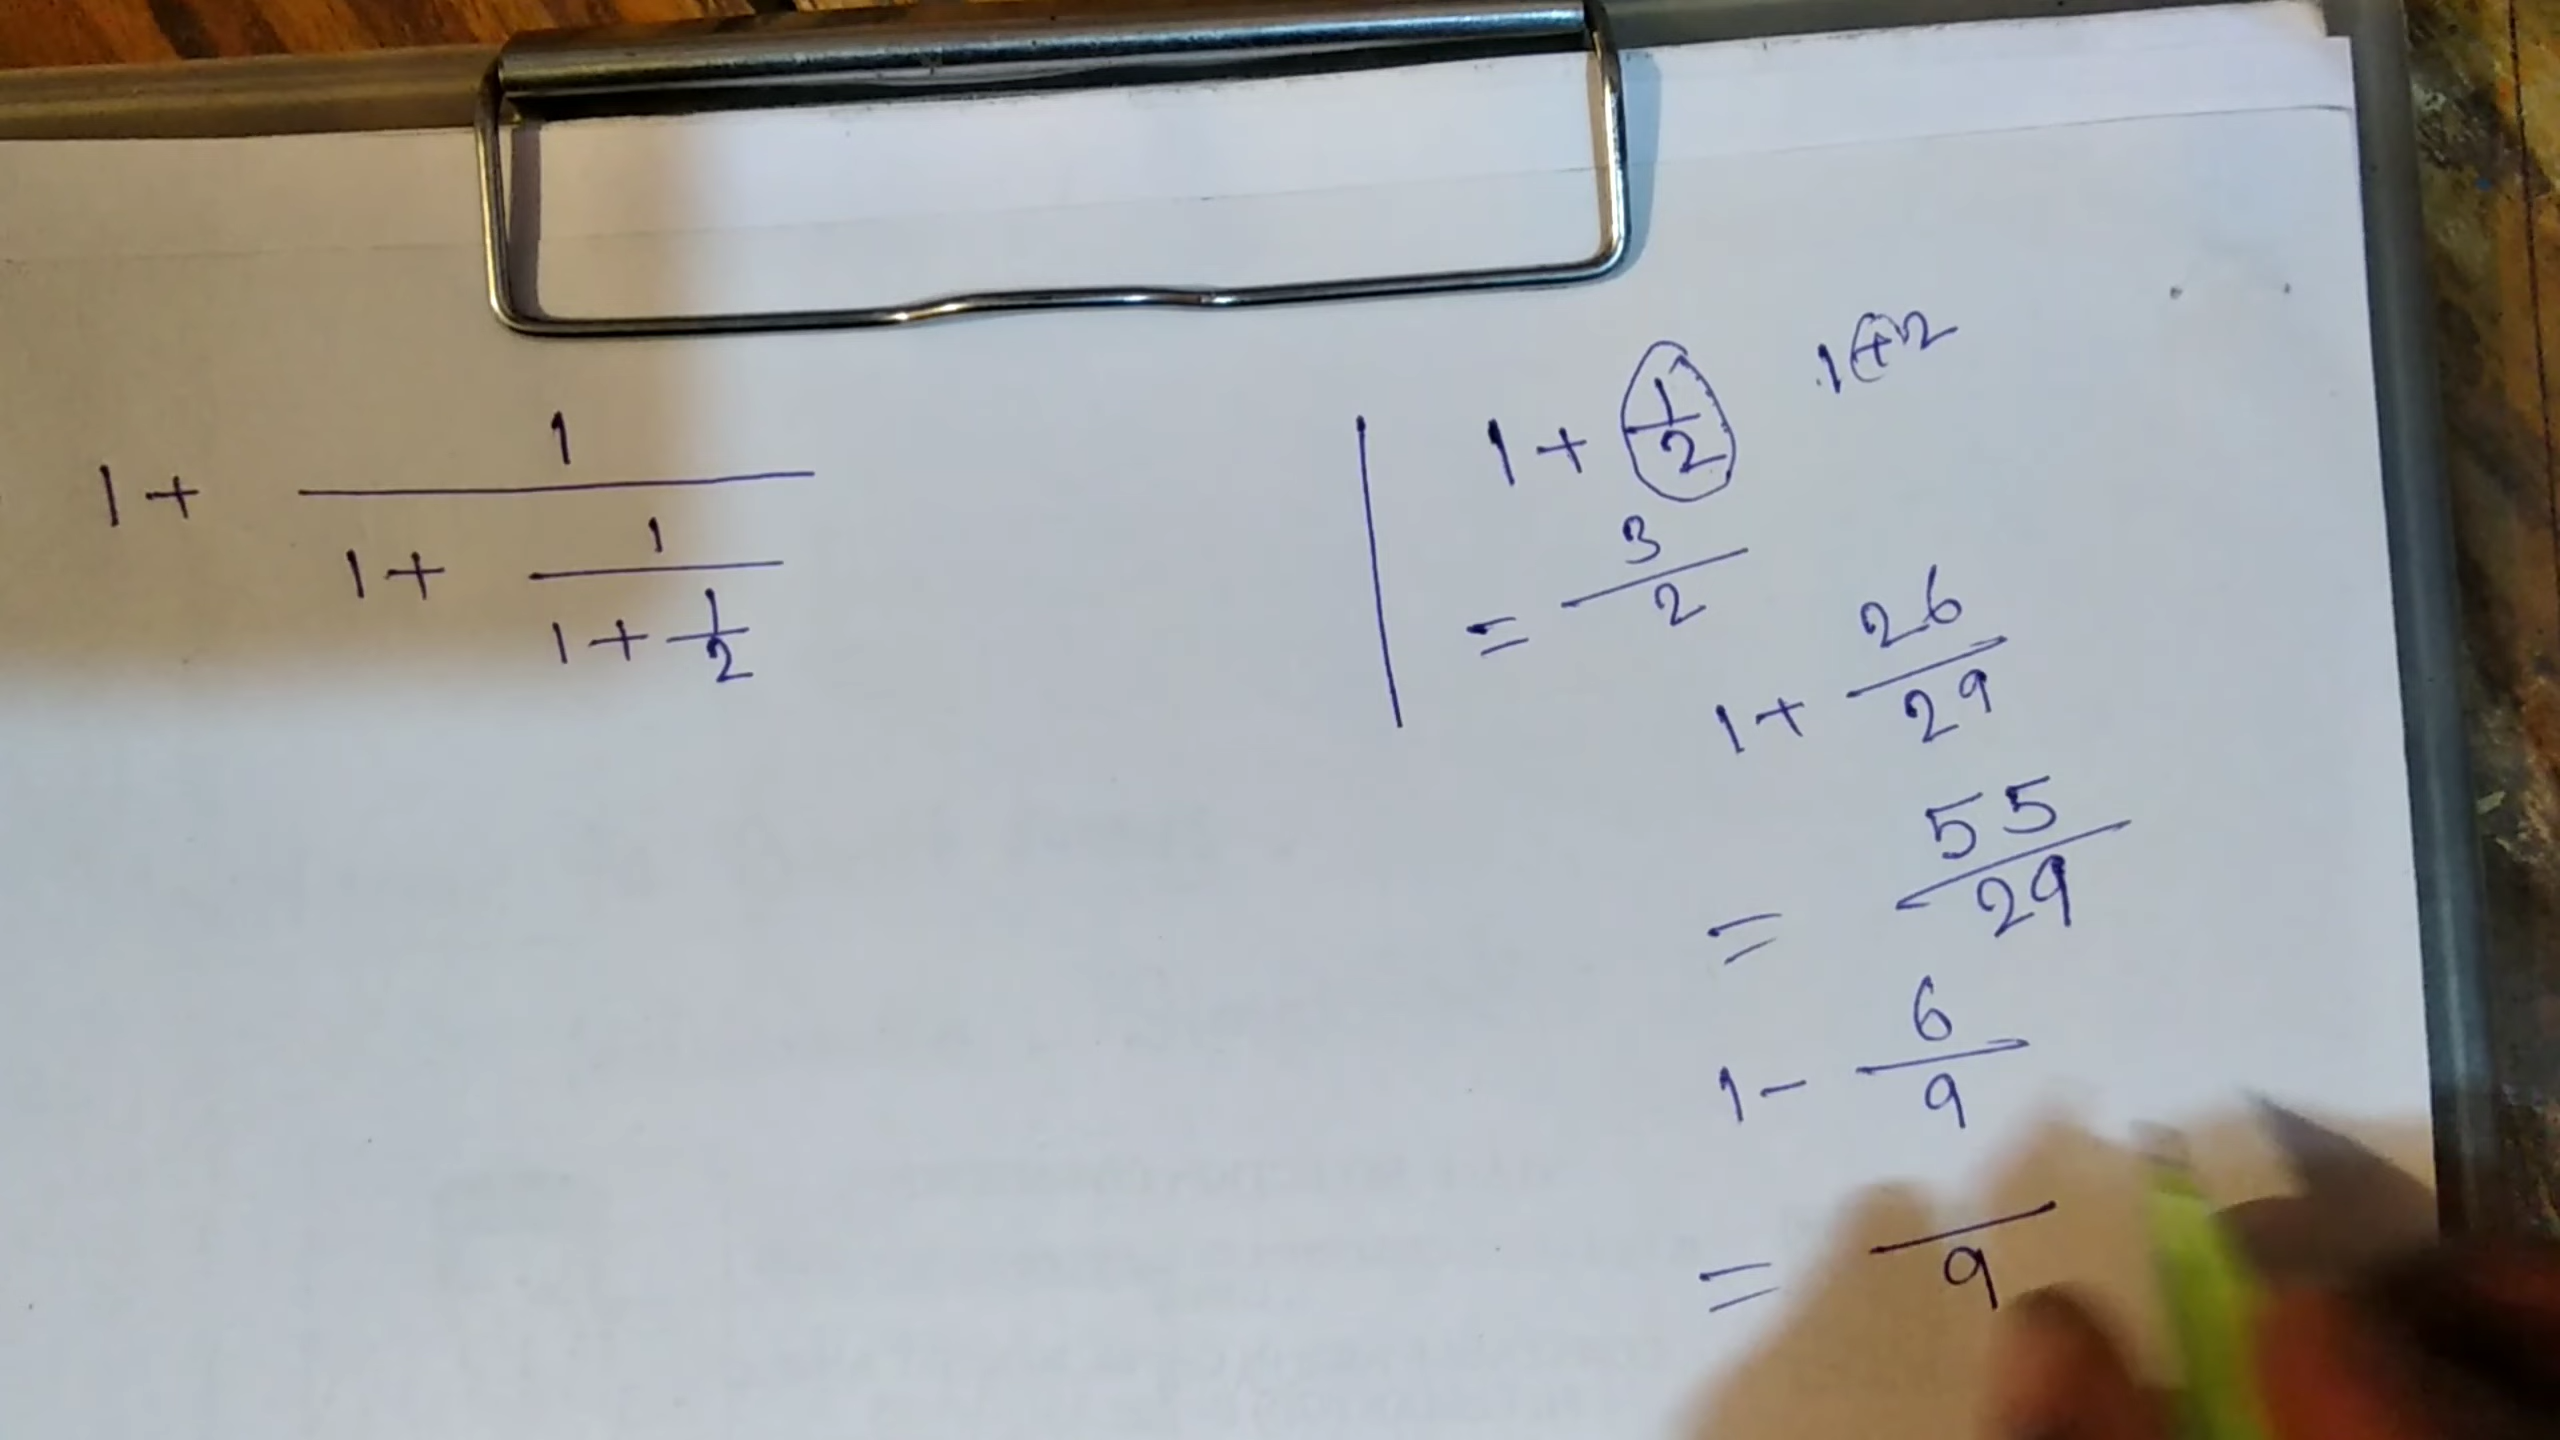 1 + 1
1 + 1
1 + 1/2
1 + 1/2
1 + 2
= 3/2
1 + 26/29
= 55/29
1 - 6/9
= /9